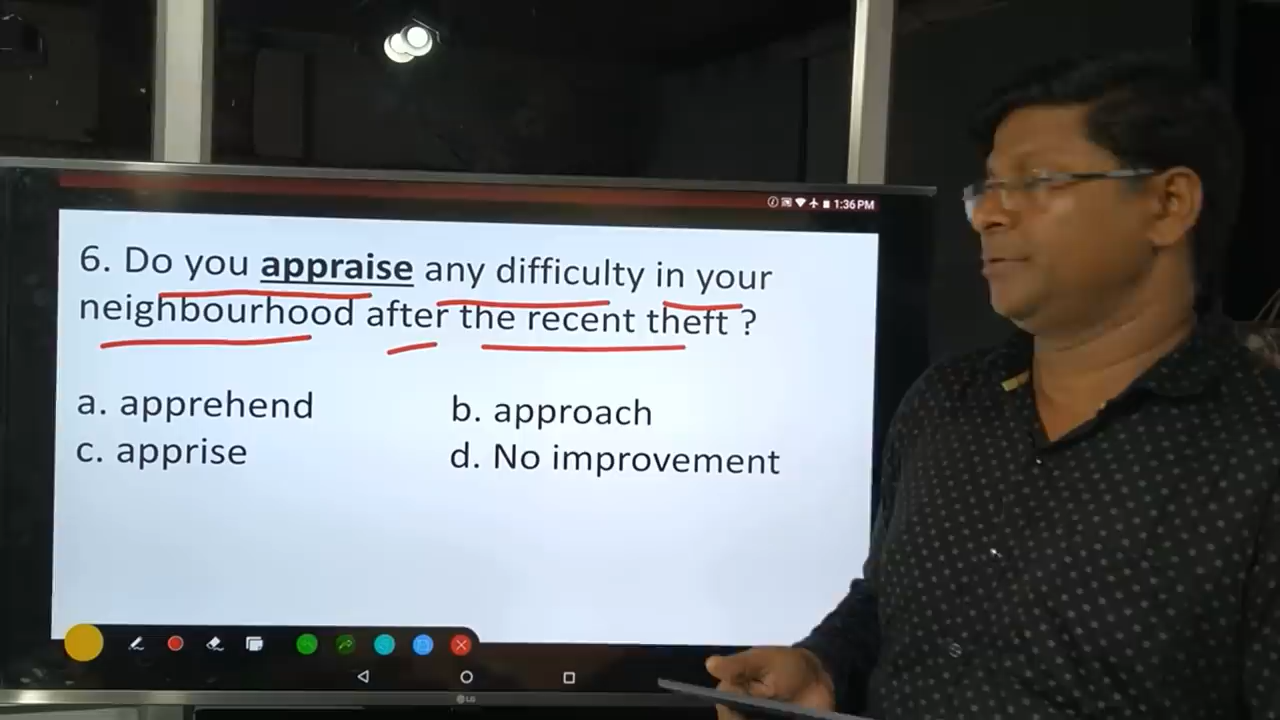 1:36 PM
6. Do you appraise any difficulty in your
neighbourhood after the recent theft ?
a. apprehend
b. approach
c. apprise
d. No improvement
LG